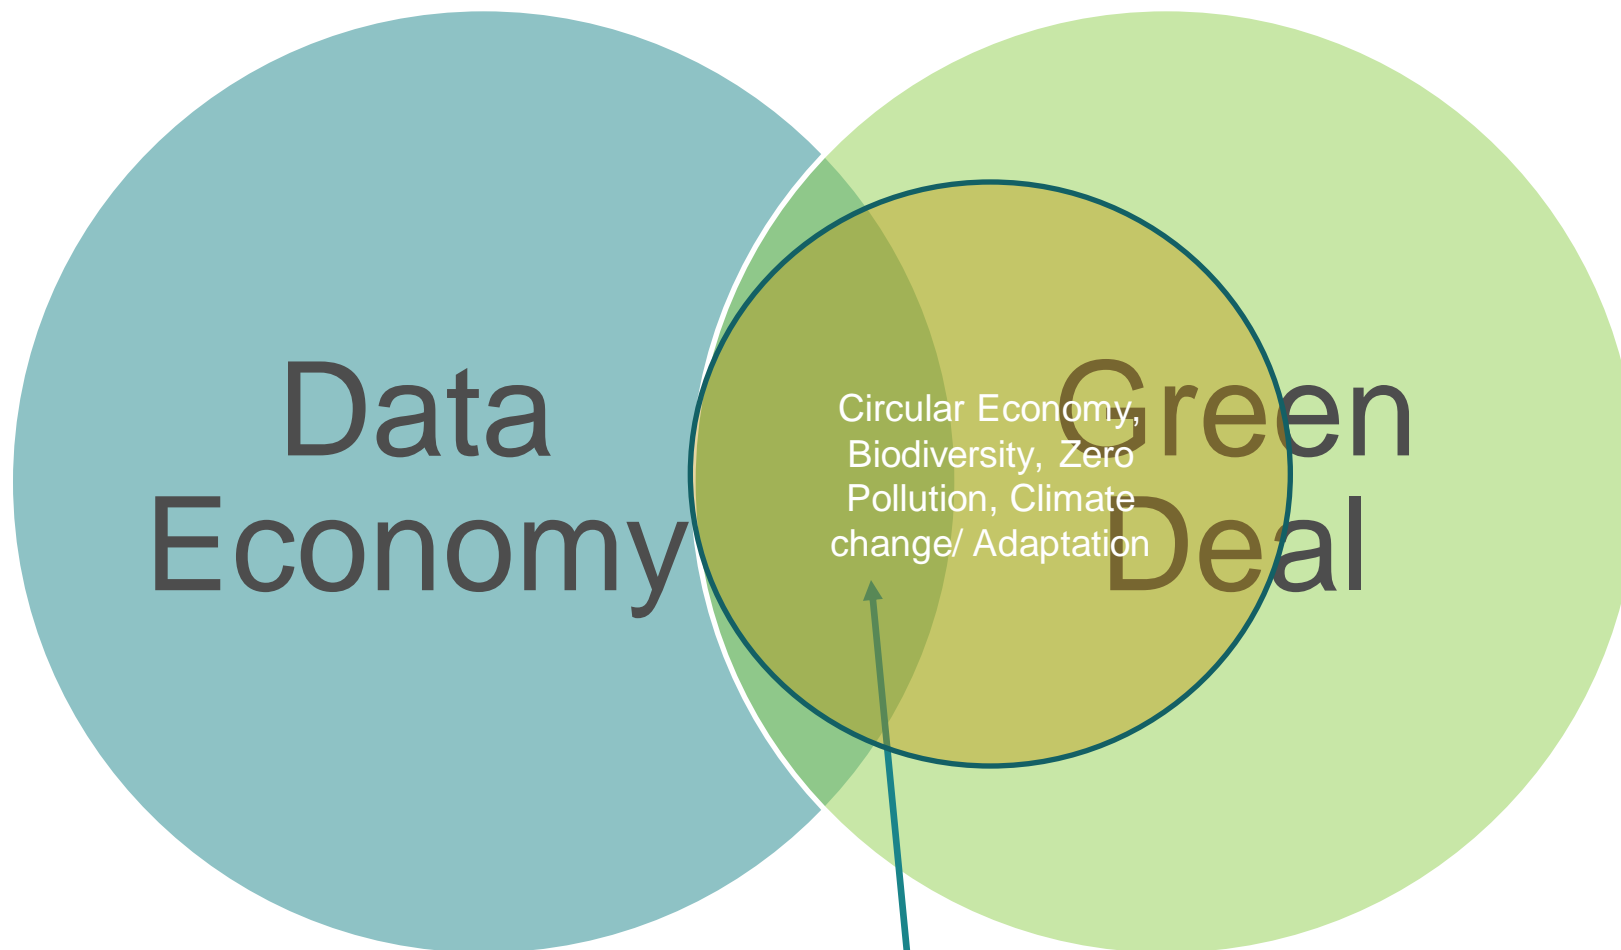 Data
Economy
Circular Economy,
Biodiversity, Zero
Pollution, Climate
change/ Adaptation
Green
Deal